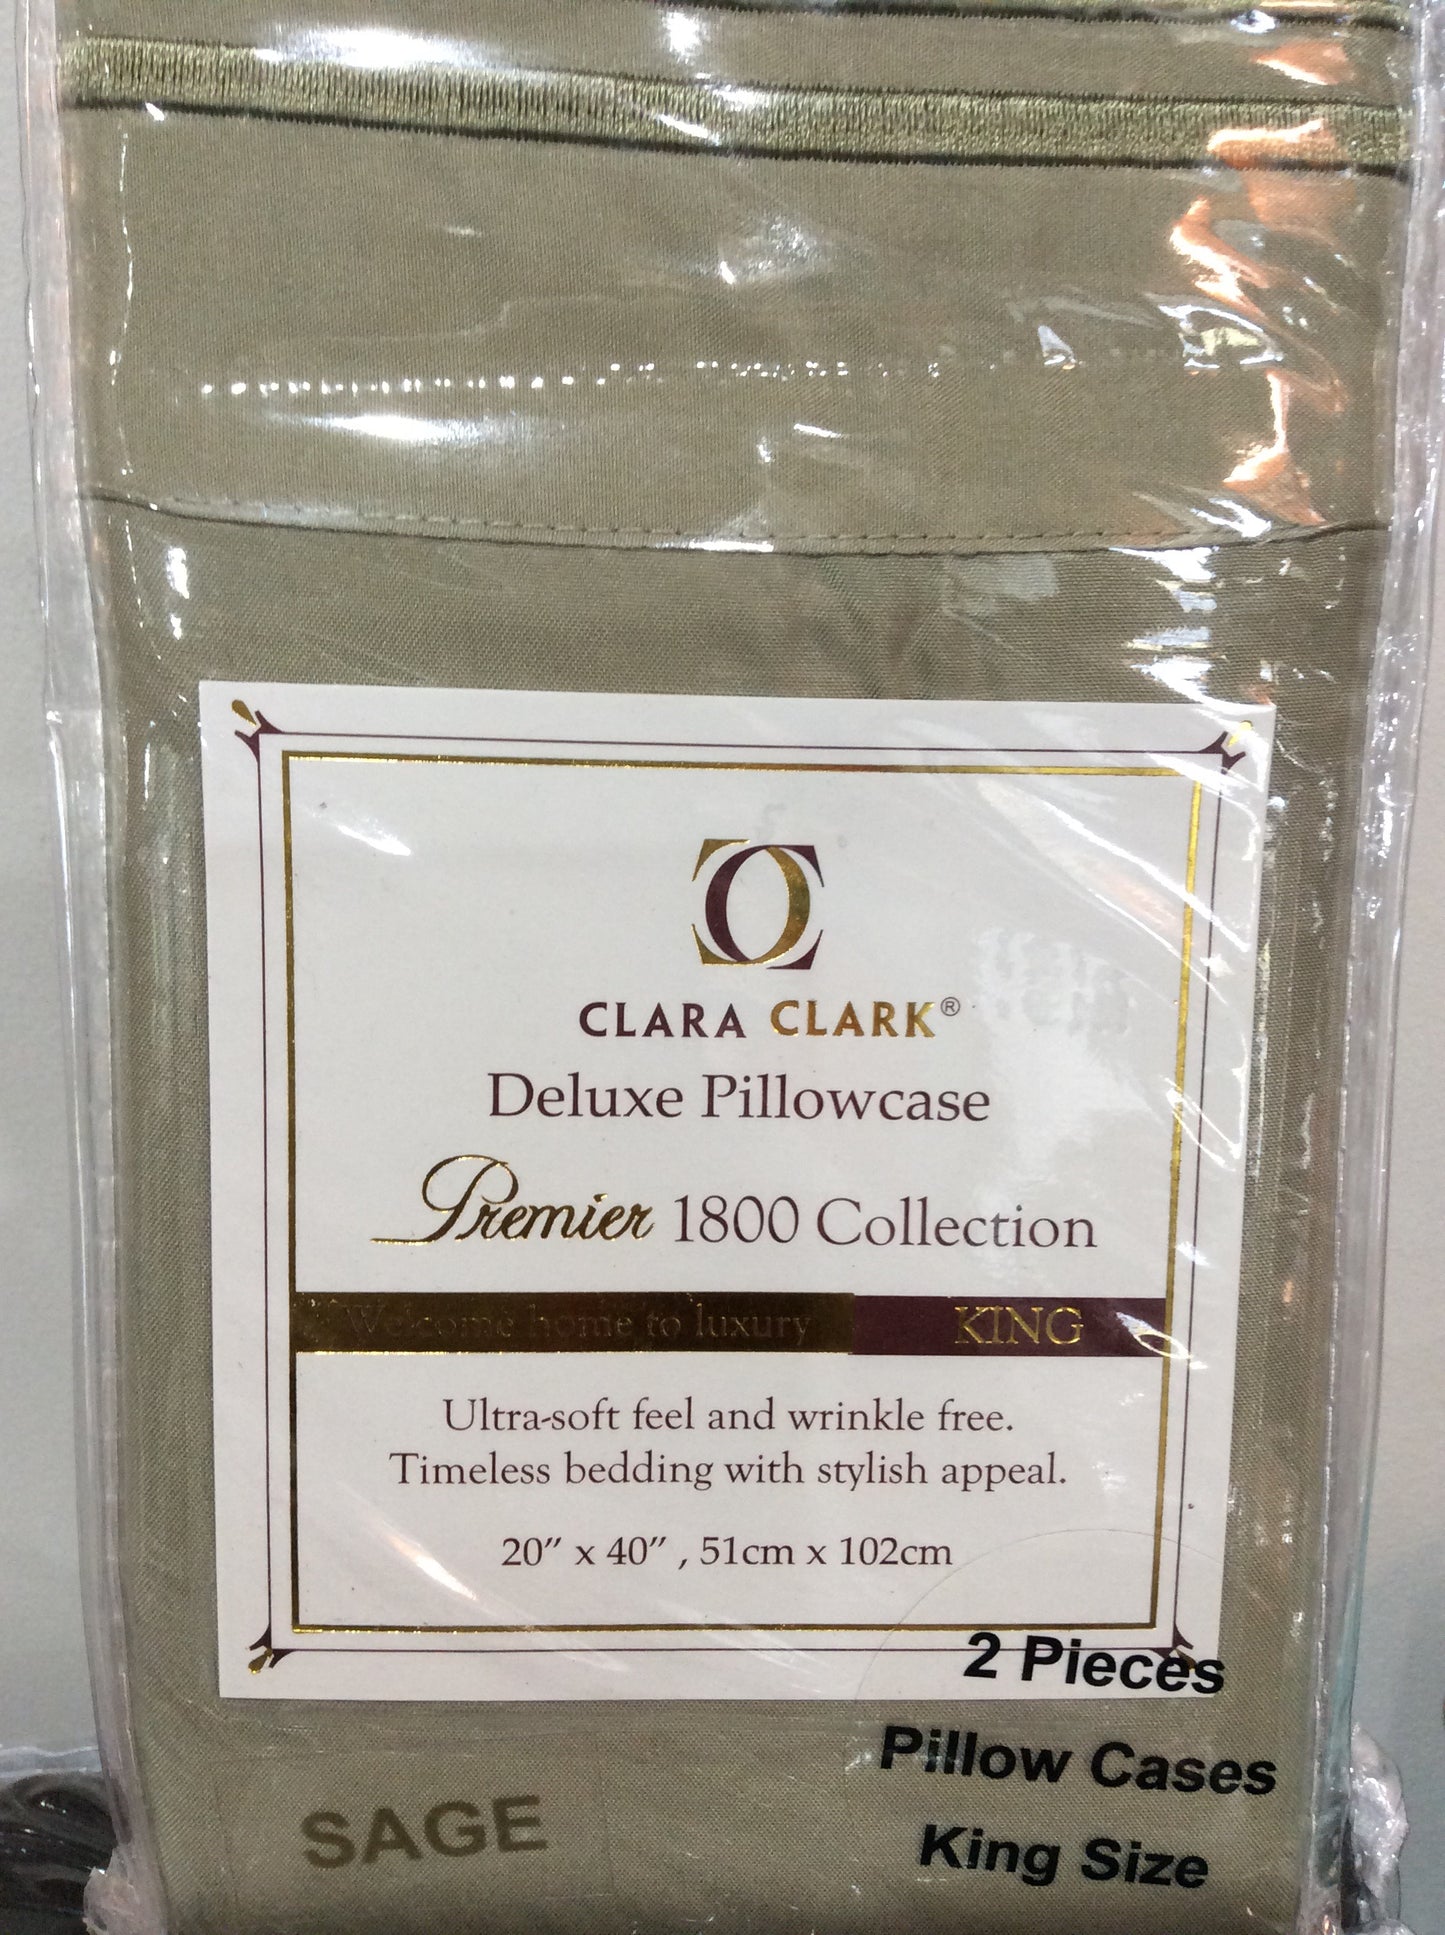 CLARA CLARK®
Deluxe Pillowcase
Premier 1800 Collection
Welcome home to luxury KING
Ultra-soft feel and wrinkle free.
Timeless bedding with stylish appeal.
20″ x 40″ , 51cm x 102cm
2 Pieces
Pillow Cases
King Size
SAGE